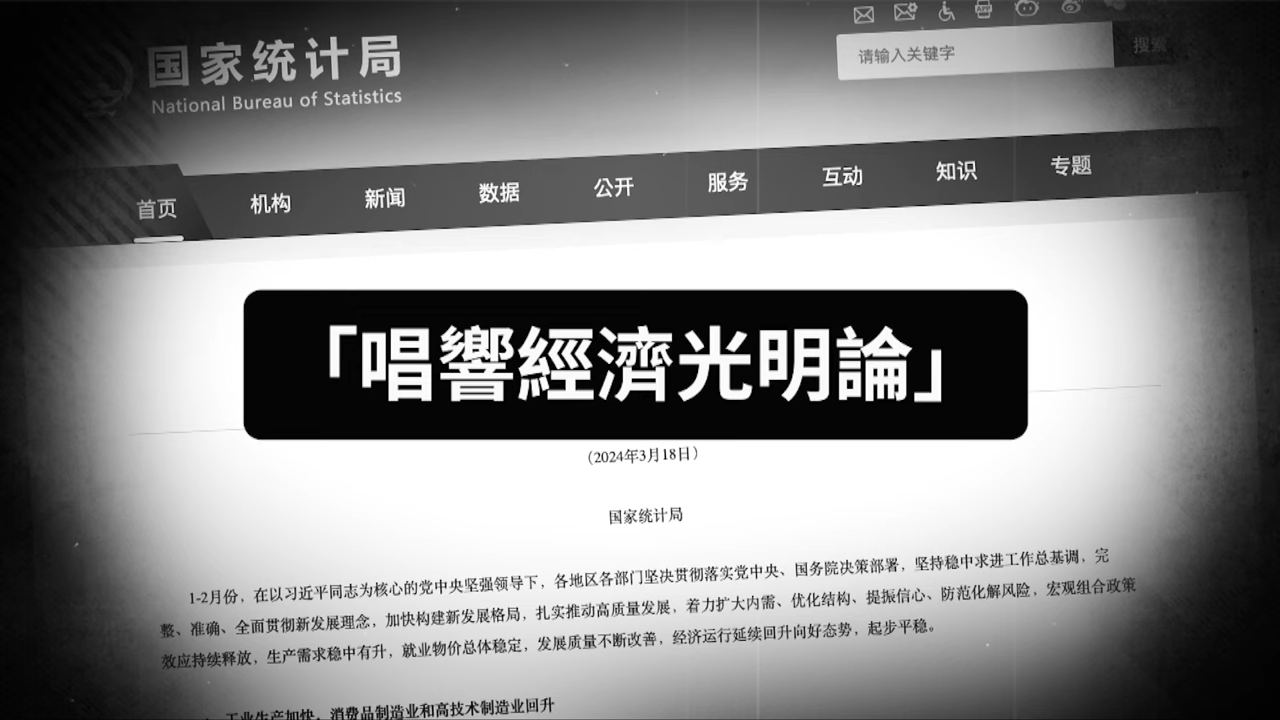 国家统计局
National Bureau of Statistics
请输入关键字
搜索
首页 机构 新闻 数据 公开 服务 互动 知识 专题
「唱響經濟光明論」
（2024年3月18日）
国家统计局
1-2月份，在以习近平同志为核心的党中央坚强领导下，各地区各部门坚决贯彻落实党中央、国务院决策部署，坚持稳中求进工作总基调，完
整、准确、全面贯彻新发展理念，加快构建新发展格局，扎实推动高质量发展，着力扩大内需、优化结构、提振信心、防范化解风险，宏观组合政策
效应持续释放，生产需求稳中有升，就业物价总体稳定，发展质量不断改善，经济运行延续回升向好态势，起步平稳。
工业生产加快，消费品制造业和高技术制造业回升